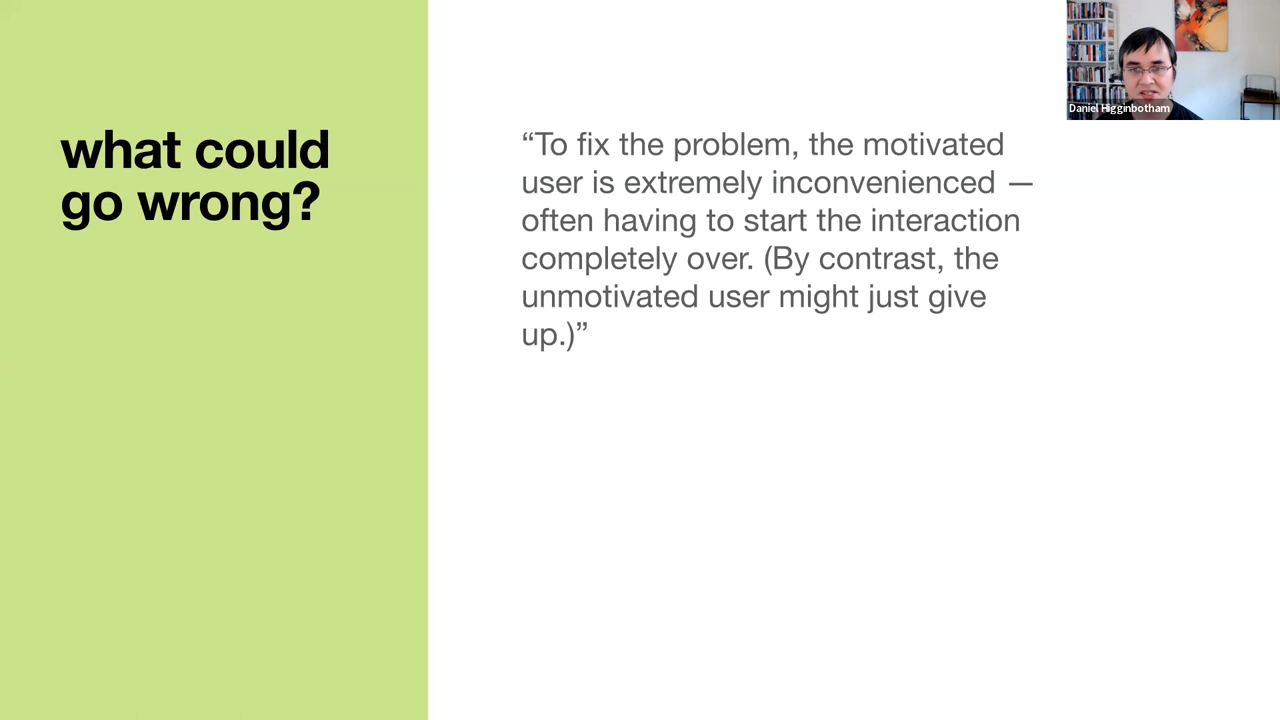 what could
go wrong?
“To fix the problem, the motivated
user is extremely inconvenienced —
often having to start the interaction
completely over. (By contrast, the
unmotivated user might just give
up.)”
Daniel Higginbotham